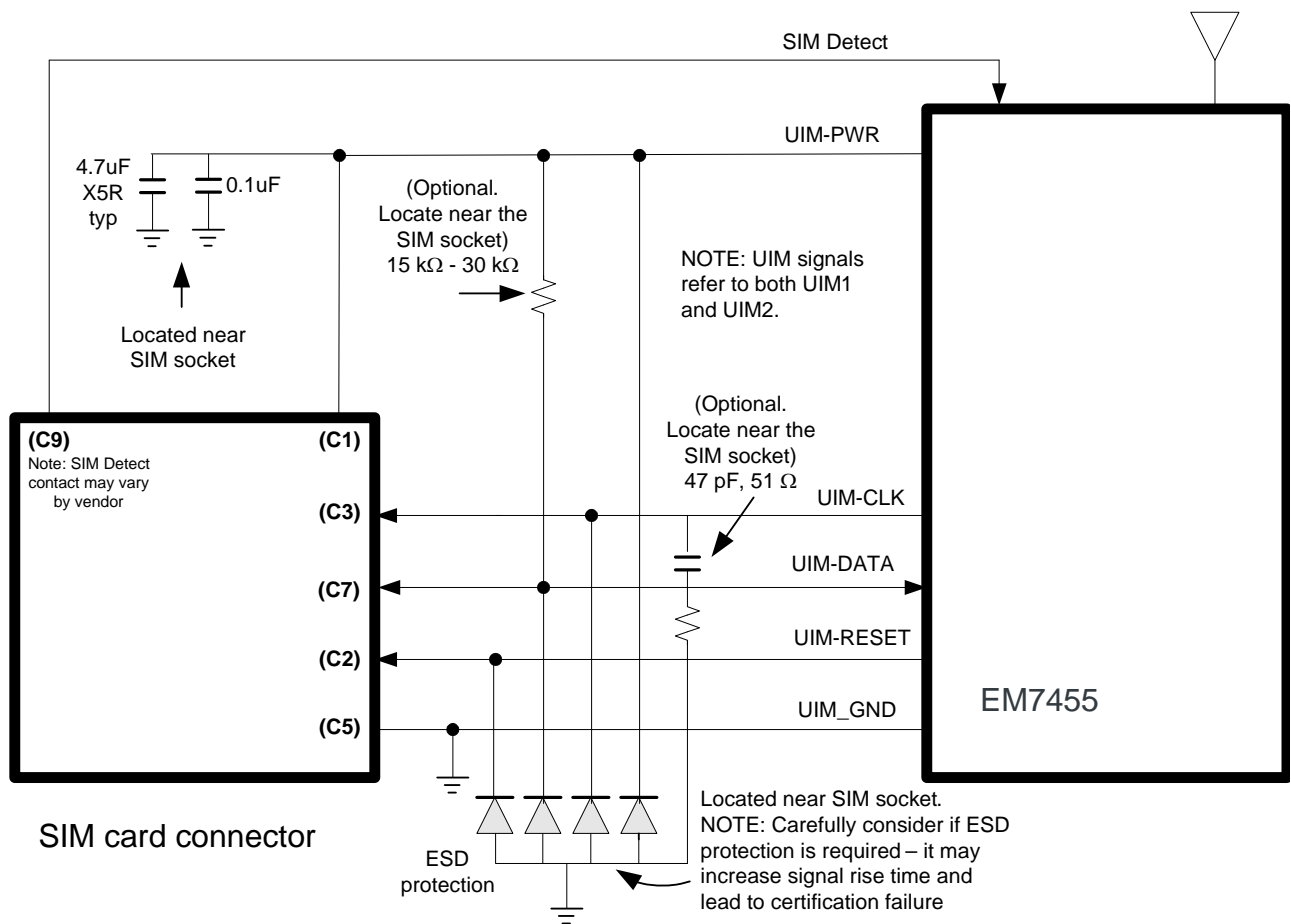 SIM Detect
UIM-PWR
4.7uF
X5R
typ
0.1uF
(Optional.
Locate near the
SIM socket)
15 kΩ - 30 kΩ
NOTE: UIM signals
refer to both UIM1
and UIM2.
Located near
SIM socket
(C9)
Note: SIM Detect
contact may vary
by vendor
(C1)
(Optional.
Locate near the
SIM socket)
47 pF, 51 Ω
(C3)
UIM-CLK
(C7)
UIM-DATA
(C2)
UIM-RESET
(C5)
UIM_GND
EM7455
SIM card connector
ESD
protection
Located near SIM socket.
NOTE: Carefully consider if ESD
protection is required – it may
increase signal rise time and
lead to certification failure